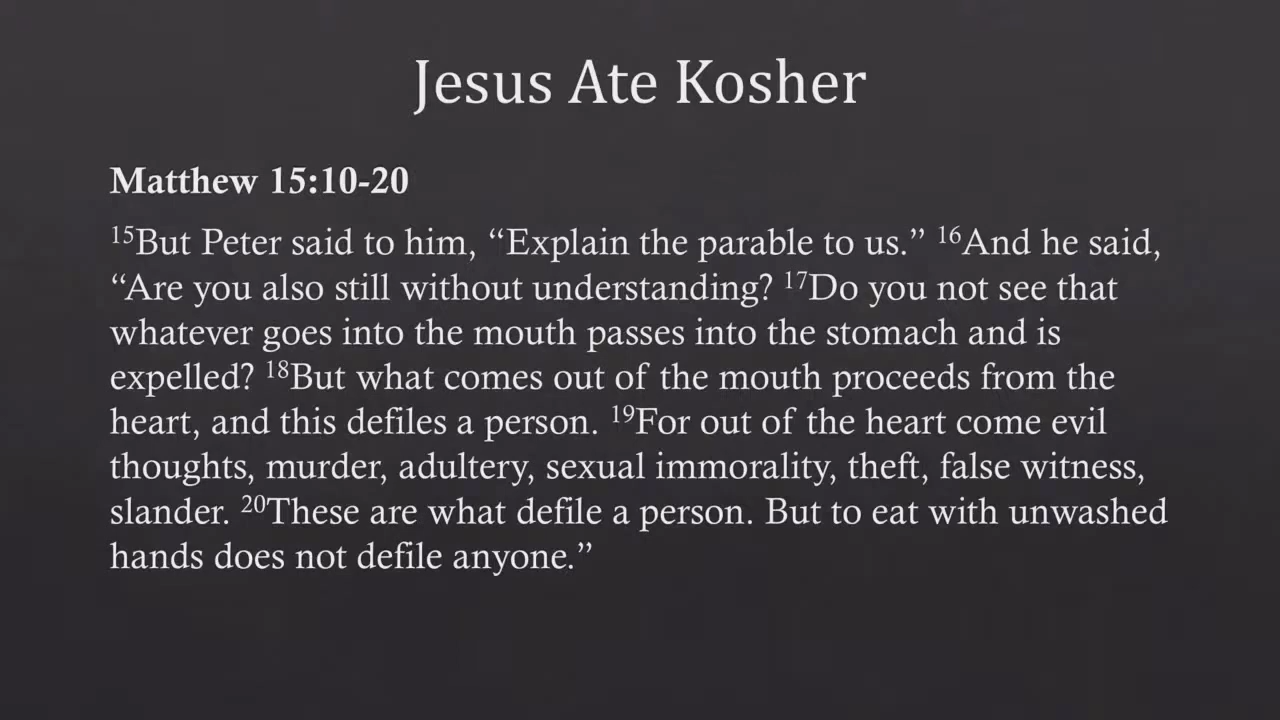 Jesus Ate Kosher
Matthew 15:10-20
¹⁵But Peter said to him, “Explain the parable to us.” ¹⁶And he said,
“Are you also still without understanding? ¹⁷Do you not see that
whatever goes into the mouth passes into the stomach and is
expelled? ¹⁸But what comes out of the mouth proceeds from the
heart, and this defiles a person. ¹⁹For out of the heart come evil
thoughts, murder, adultery, sexual immorality, theft, false witness,
slander. ²⁰These are what defile a person. But to eat with unwashed
hands does not defile anyone.”